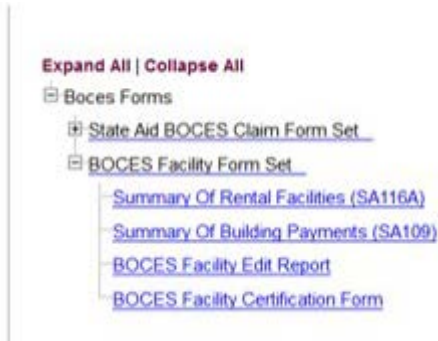 Expand All | Collapse All
Boces Forms
State Aid BOCES Claim Form Set
BOCES Facility Form Set
Summary Of Rental Facilities (SA116A)
Summary Of Building Payments (SA109)
BOCES Facility Edit Report
BOCES Facility Certification Form